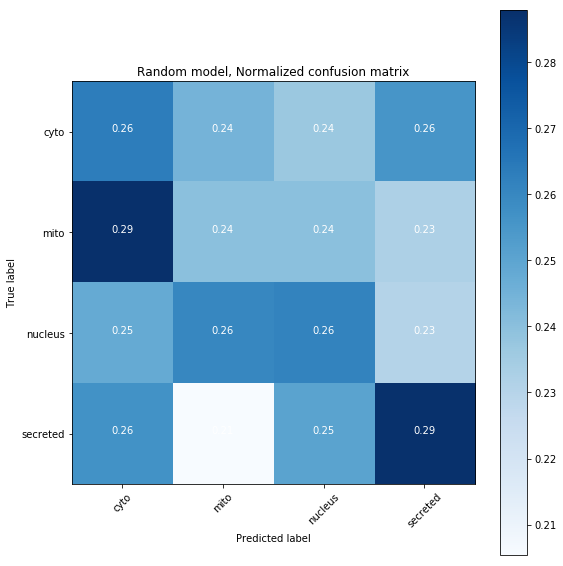 Random model, Normalized confusion matrix
cyto 0.26 0.24 0.24 0.26
mito 0.29 0.24 0.24 0.23
nucleus 0.25 0.26 0.26 0.23
secreted 0.26 0.25 0.29
cyto mito nucleus secreted
Predicted label
True label
0.28
0.27
0.26
0.25
0.24
0.23
0.22
0.21